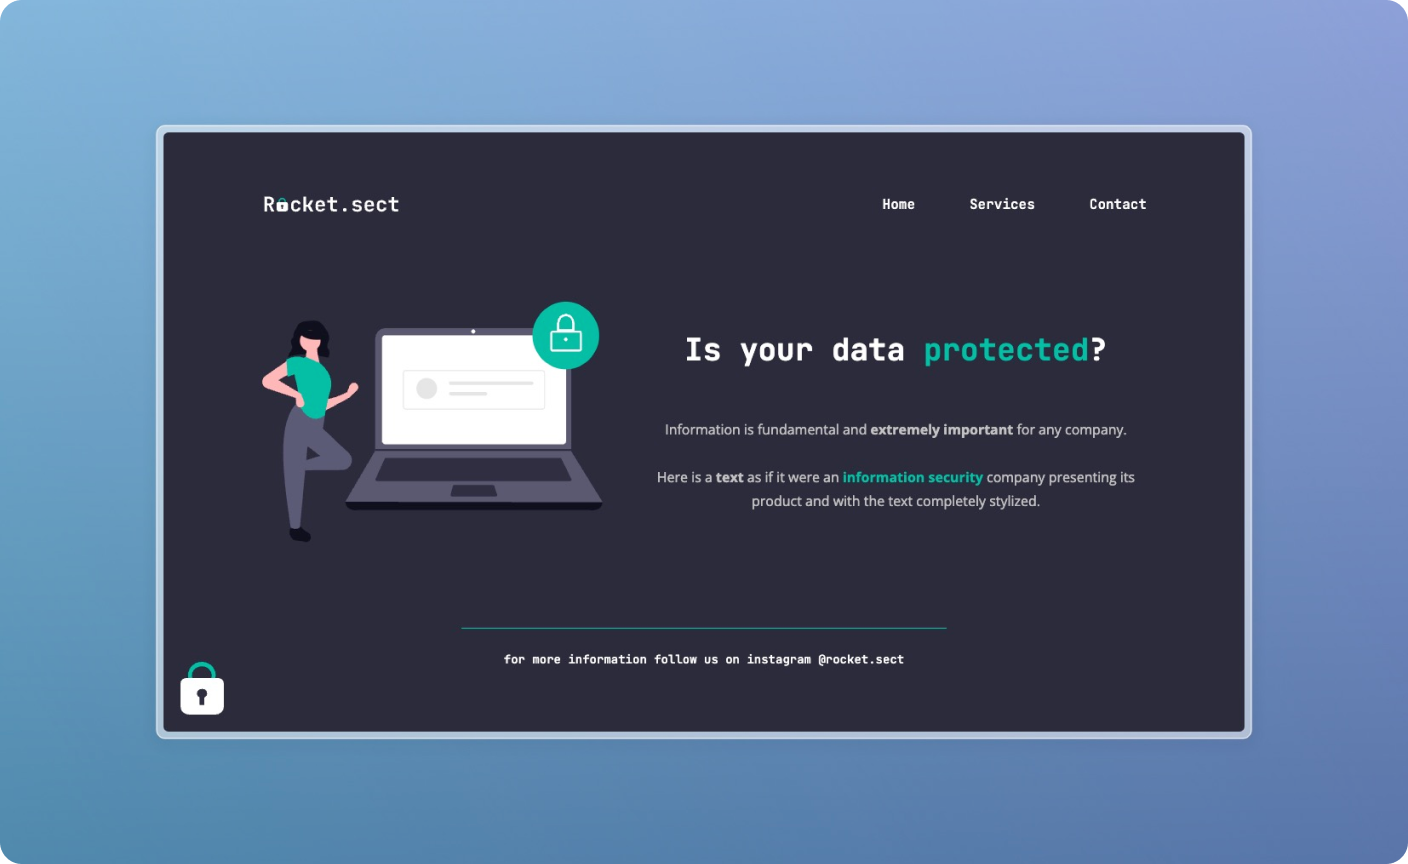 Rocket.sect
Home Services Contact
Is your data protected?
Information is fundamental and extremely important for any company.
Here is a text as if it were an information security company presenting its
product and with the text completely stylized.
for more information follow us on instagram @rocket.sect